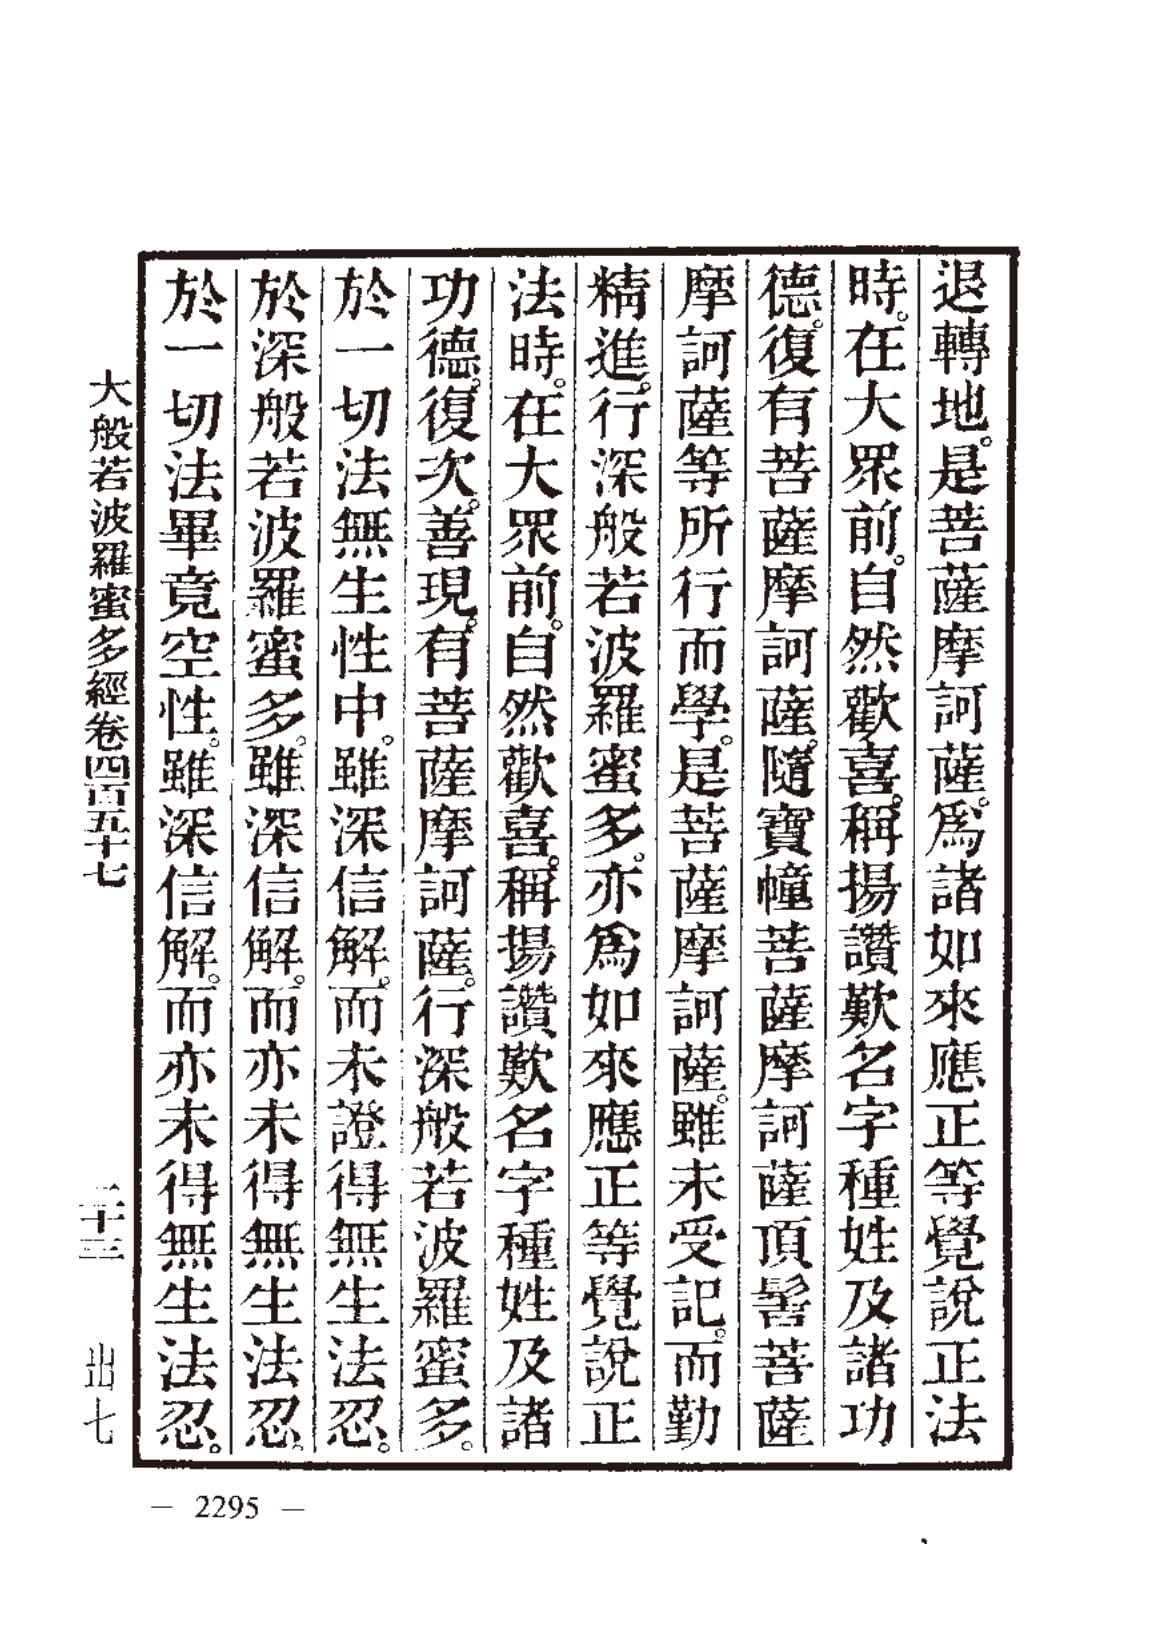 退轉地。是菩薩摩訶薩。爲諸如來應正等覺說正法
時。在大眾前。自然歡喜。稱揚讚歎名字種姓及諸功
德。復有菩薩摩訶薩。隨寶幢菩薩摩訶薩頂髻菩薩
摩訶薩等所行而學。是菩薩摩訶薩。雖未受記。而勤
精進。行深般若波羅蜜多。亦爲如來應正等覺說正
法時。在大眾前。自然歡喜。稱揚讚歎名字種姓及諸
功德。復次。善現。有菩薩摩訶薩。行深般若波羅蜜多。
於一切法無生性中。雖深信解。而未證得無生法忍。
於深般若波羅蜜多。雖深信解。而亦未得無生法忍。
於一切法畢竟空性。雖深信解。而亦未得無生法忍。
大般若波羅蜜多經卷四百五十七 二十三 出七
— 2295 —